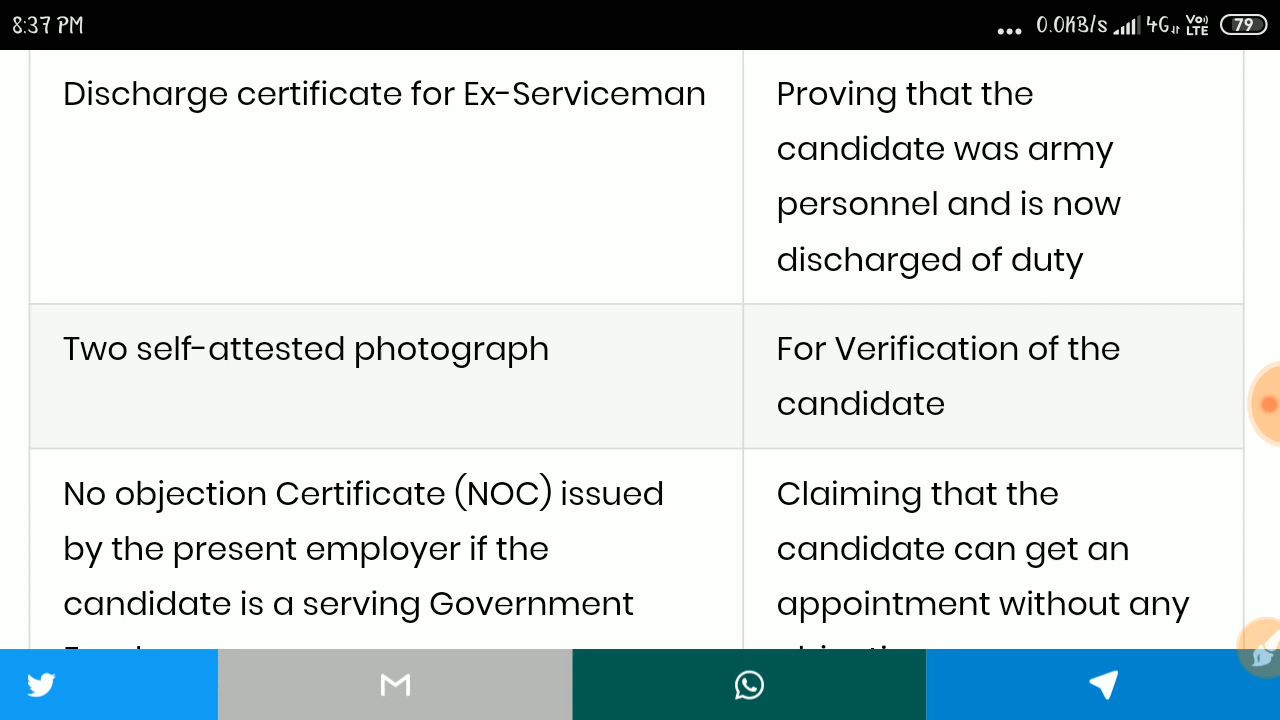 8:37 PM
0.0KB/s 4G Vo) LTE 79
Discharge certificate for Ex-Serviceman
Proving that the
candidate was army
personnel and is now
discharged of duty
Two self-attested photograph
For Verification of the
candidate
No objection Certificate (NOC) issued
by the present employer if the
candidate is a serving Government
Claiming that the
candidate can get an
appointment without any